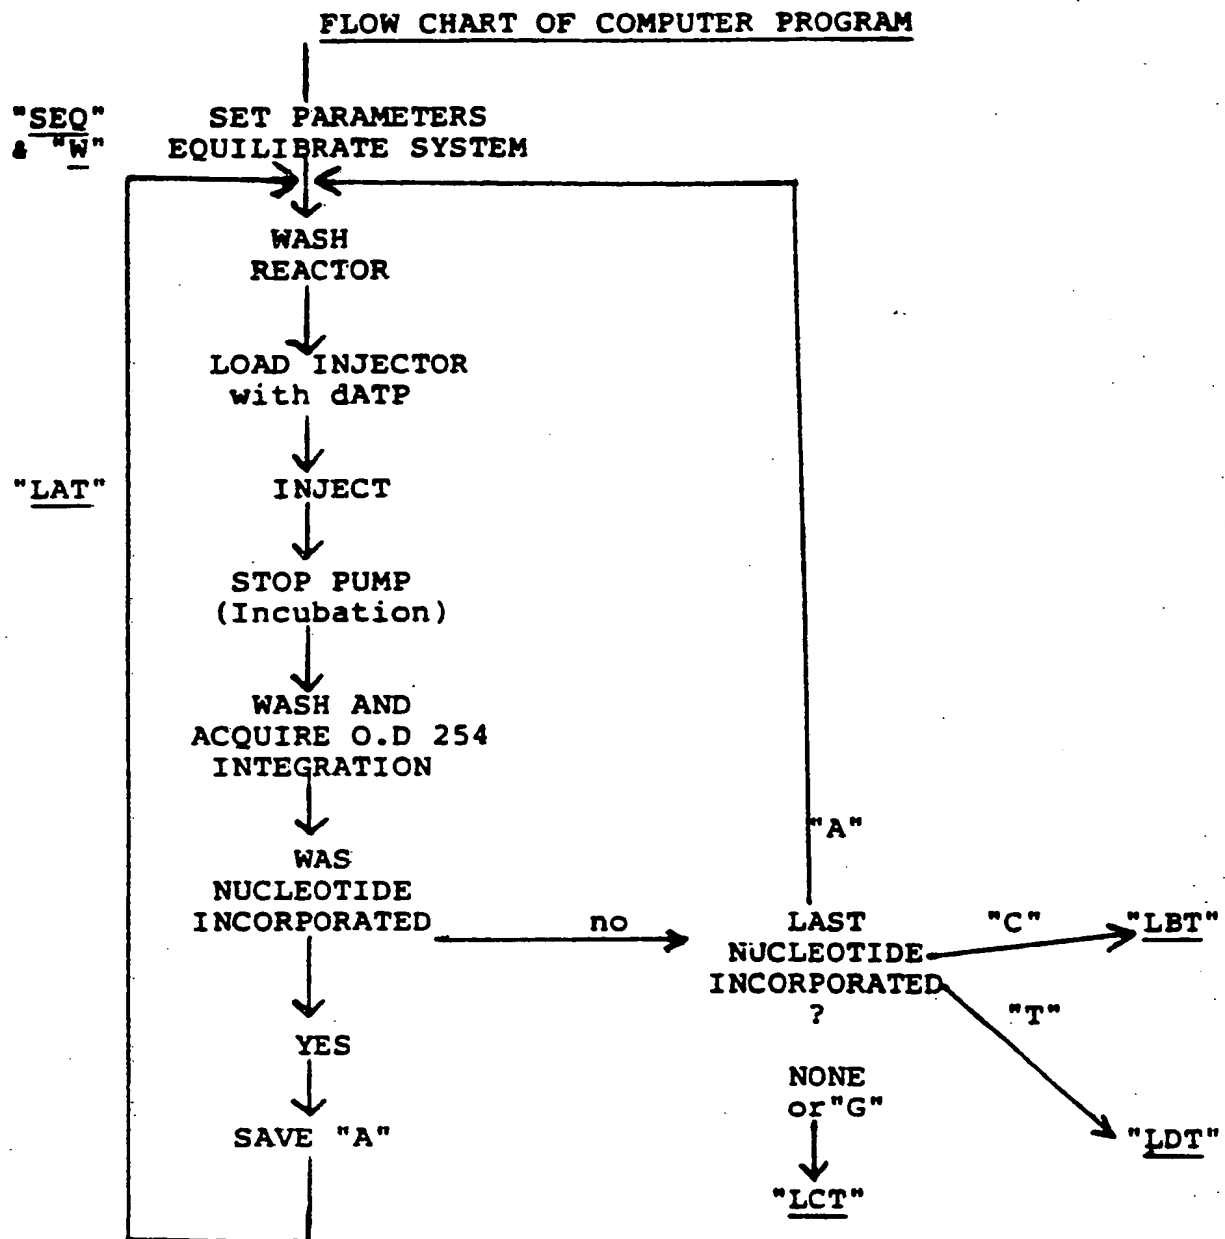 FLOW CHART OF COMPUTER PROGRAM
"SEQ"
& "W"
SET PARAMETERS
EQUILIBRATE SYSTEM
WASH
REACTOR
LOAD INJECTOR
with dATP
"LAT"
INJECT
STOP PUMP
(Incubation)
WASH AND
ACQUIRE O.D 254
INTEGRATION
"A"
WAS
NUCLEOTIDE
INCORPORATED
no
LAST
NUCLEOTIDE
INCORPORATED
?
"C"
"LBT"
"T"
YES
NONE
or"G"
SAVE "A"
"LDT"
"LCT"